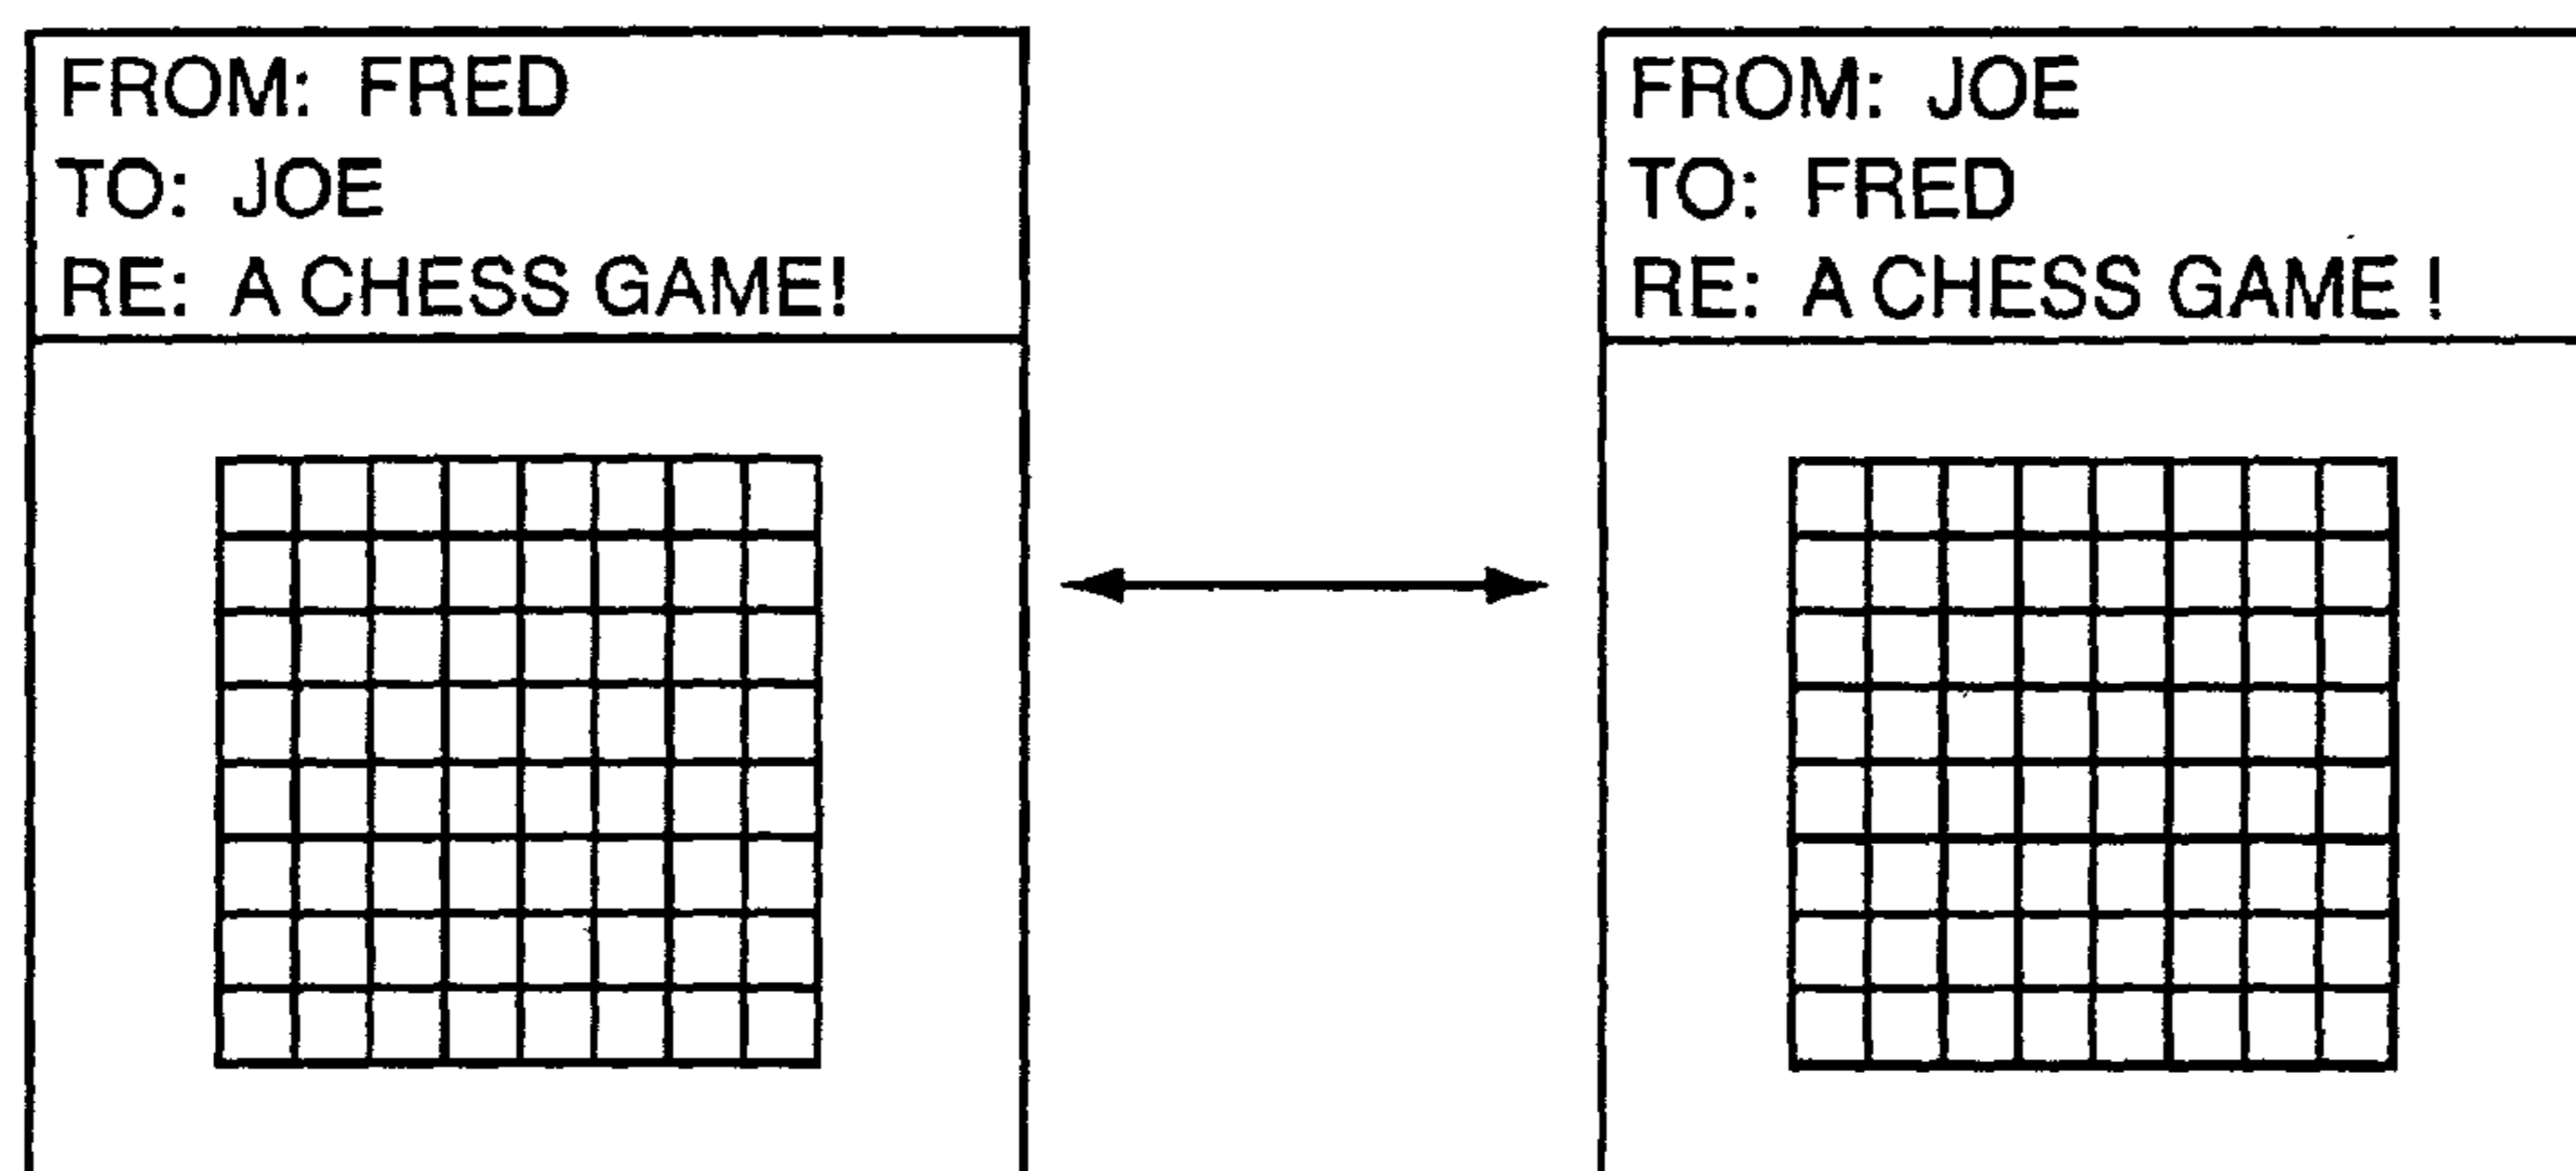 FROM: FRED
TO: JOE
RE: A CHESS GAME!
FROM: JOE
TO: FRED
RE: A CHESS GAME !